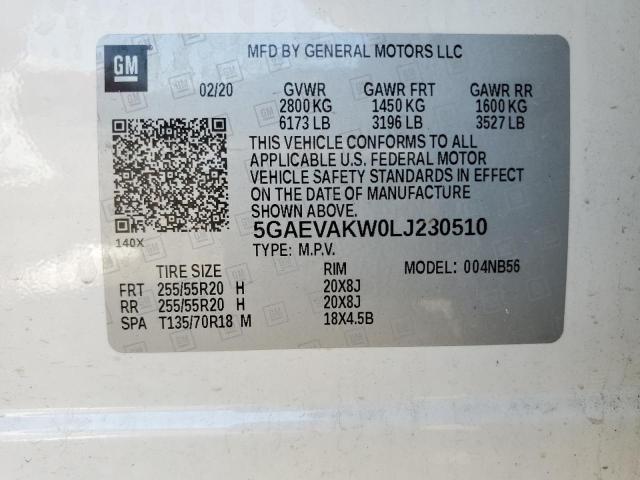 GM
MFD BY GENERAL MOTORS LLC
02/20 GVWR GAWR FRT GAWR RR
2800 KG 1450 KG 1600 KG
6173 LB 3196 LB 3527 LB
THIS VEHICLE CONFORMS TO ALL
APPLICABLE U.S. FEDERAL MOTOR
VEHICLE SAFETY STANDARDS IN EFFECT
ON THE DATE OF MANUFACTURE
SHOWN ABOVE.
140X
5GAEVAKW0LJ230510
TYPE: M.P.V.
TIRE SIZE RIM MODEL: 004NB56
FRT 255/55R20 H 20X8J
RR 255/55R20 H 20X8J
SPA T135/70R18 M 18X4.5B